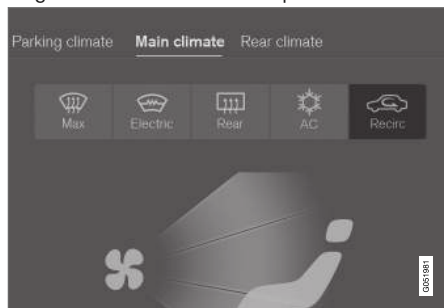 Parking climate Main climate Rear climate
Max Electric Rear AC Recirc
G051981